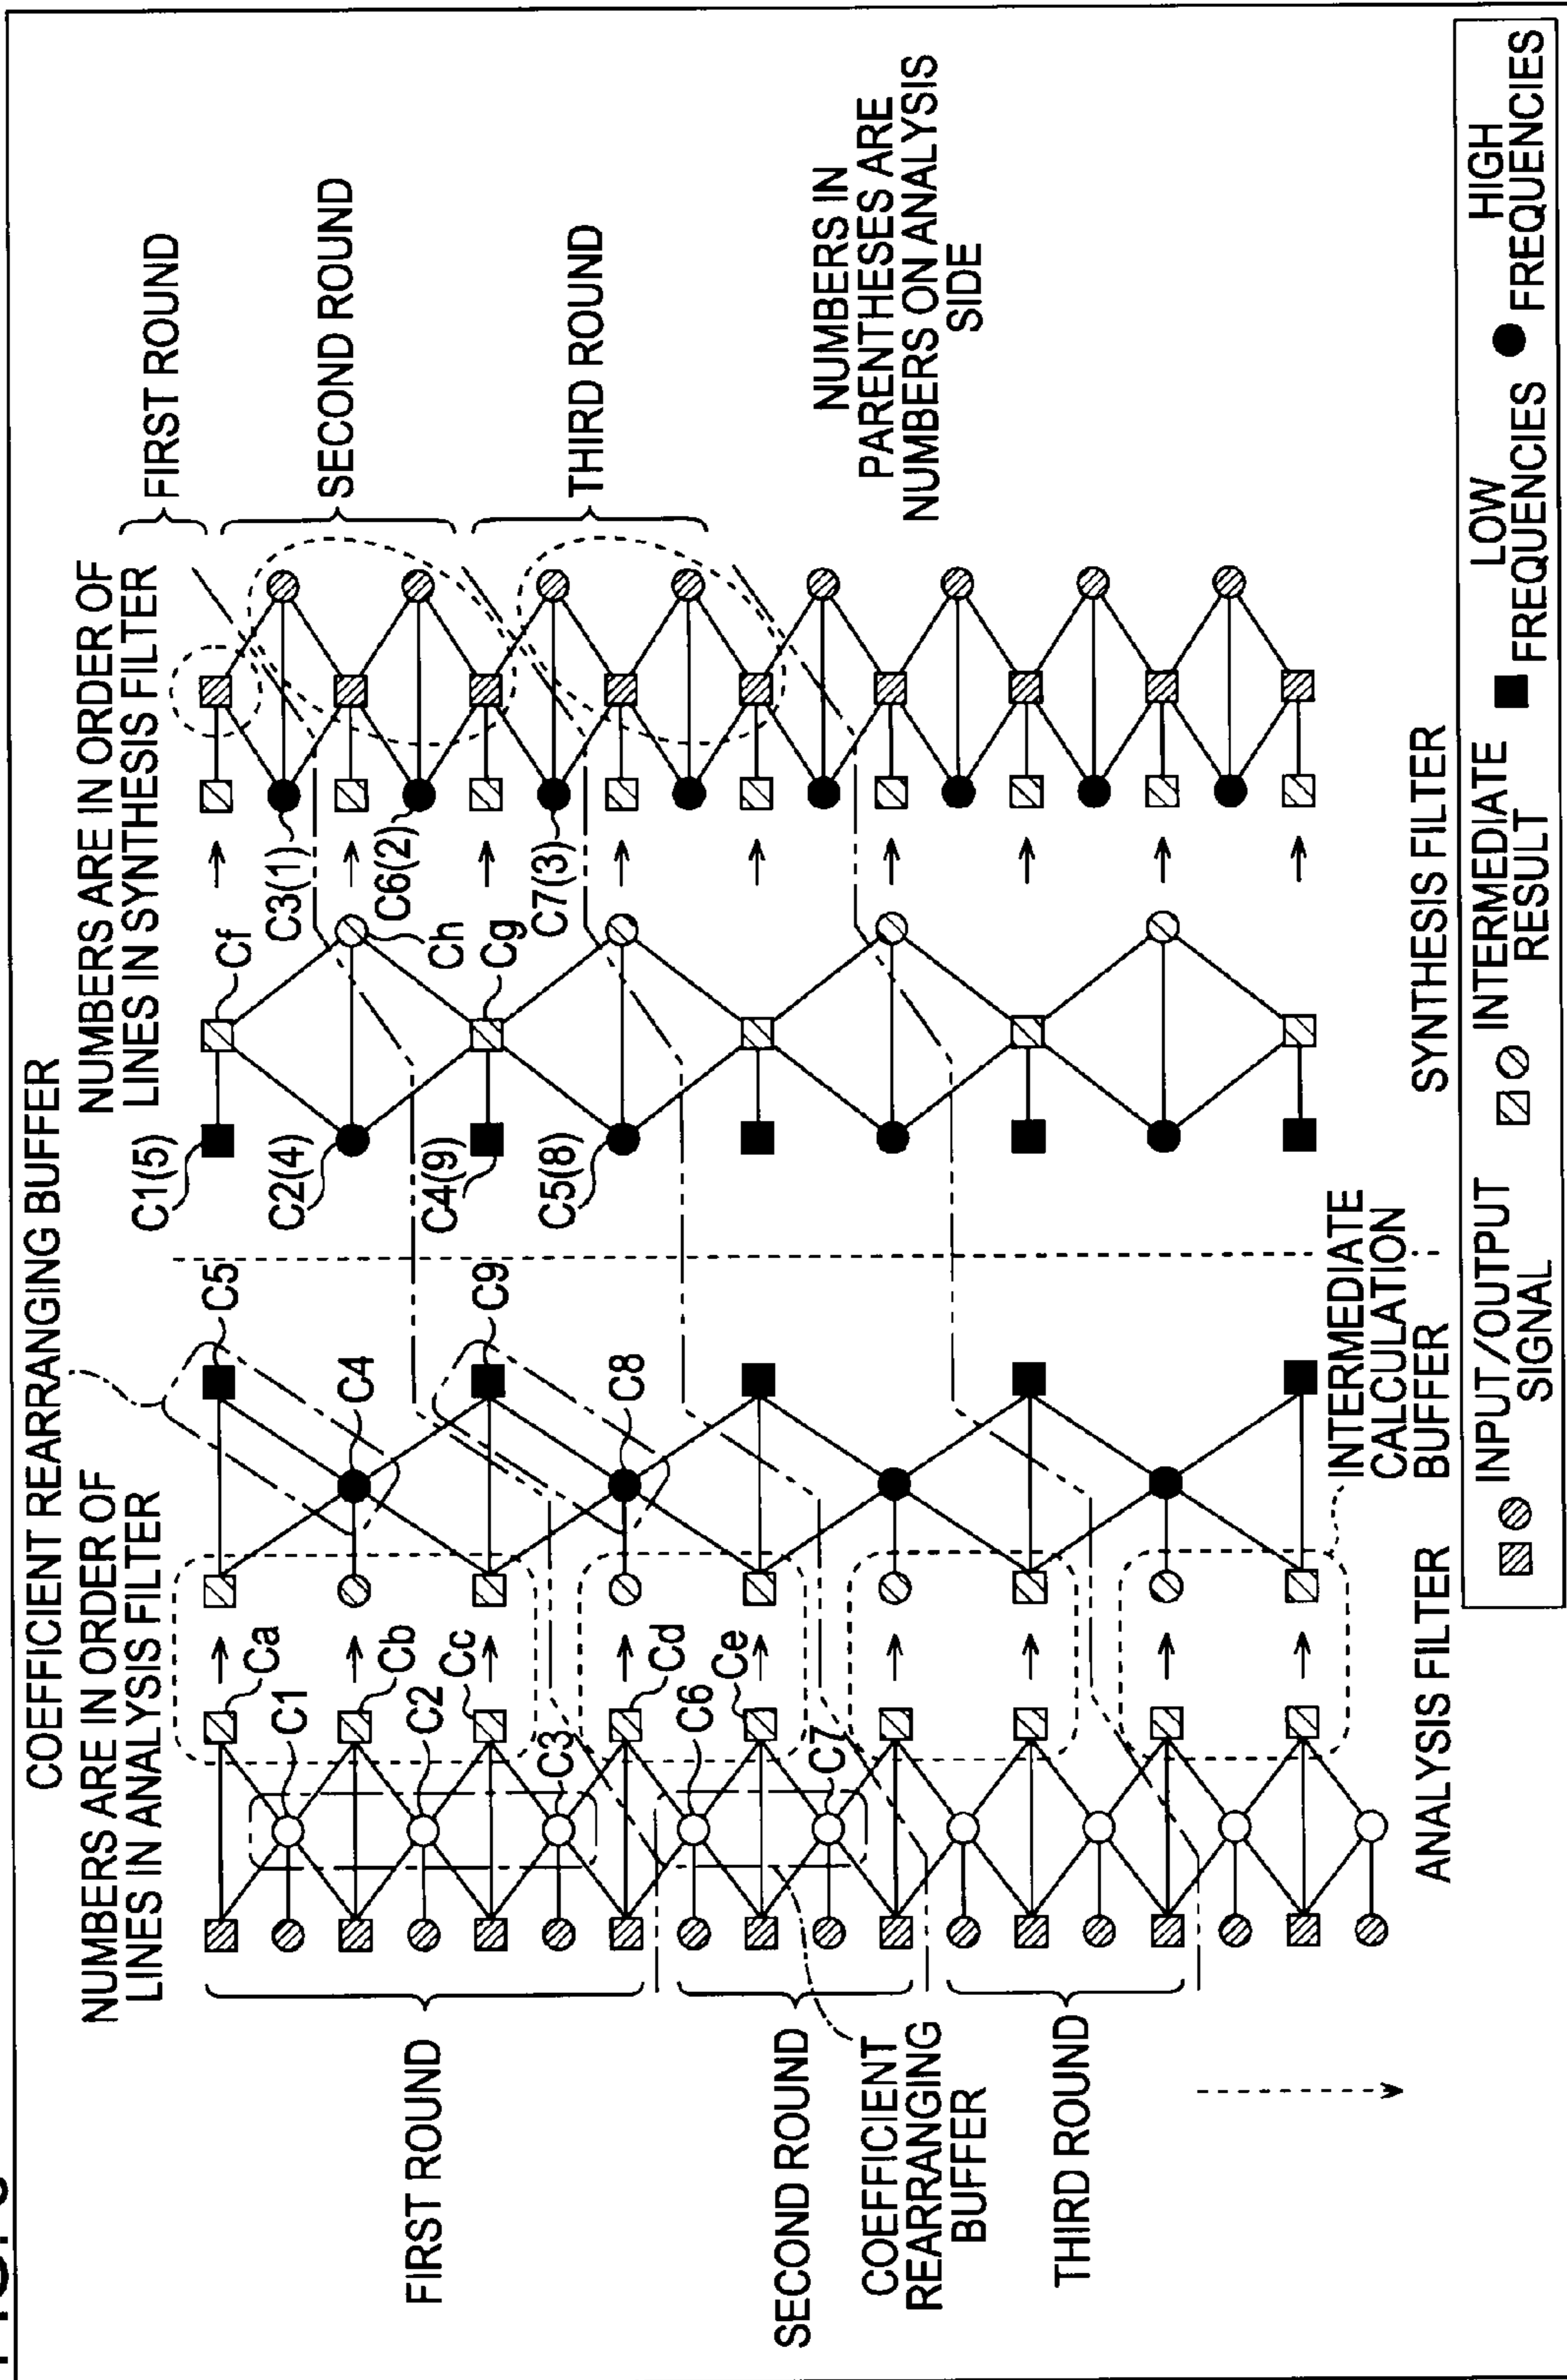 COEFFICIENT REARRANGING BUFFER
NUMBERS ARE IN ORDER OF
LINES IN ANALYSIS FILTER
NUMBERS ARE IN ORDER OF
LINES IN SYNTHESIS FILTER
FIRST ROUND
SECOND ROUND
COEFFICIENT
REARRANGING
BUFFER
THIRD ROUND
Ca
C1
Cb
C2
Cc
C3
Cd
C6
Ce
C7
C5
C4
C9
C8
C1(5)
C2(4)
C4(9)
C5(8)
Cf
Ch
Cg
C3(1)
C6(2)
C7(3)
FIRST ROUND
SECOND ROUND
THIRD ROUND
NUMBERS IN
PARENTHESES ARE
NUMBERS ON ANALYSIS
SIDE
INTERMEDIATE
CALCULATION
BUFFER
ANALYSIS FILTER
SYNTHESIS FILTER
INPUT/OUTPUT
SIGNAL
INTERMEDIATE
RESULT
LOW
FREQUENCIES
HIGH
FREQUENCIES